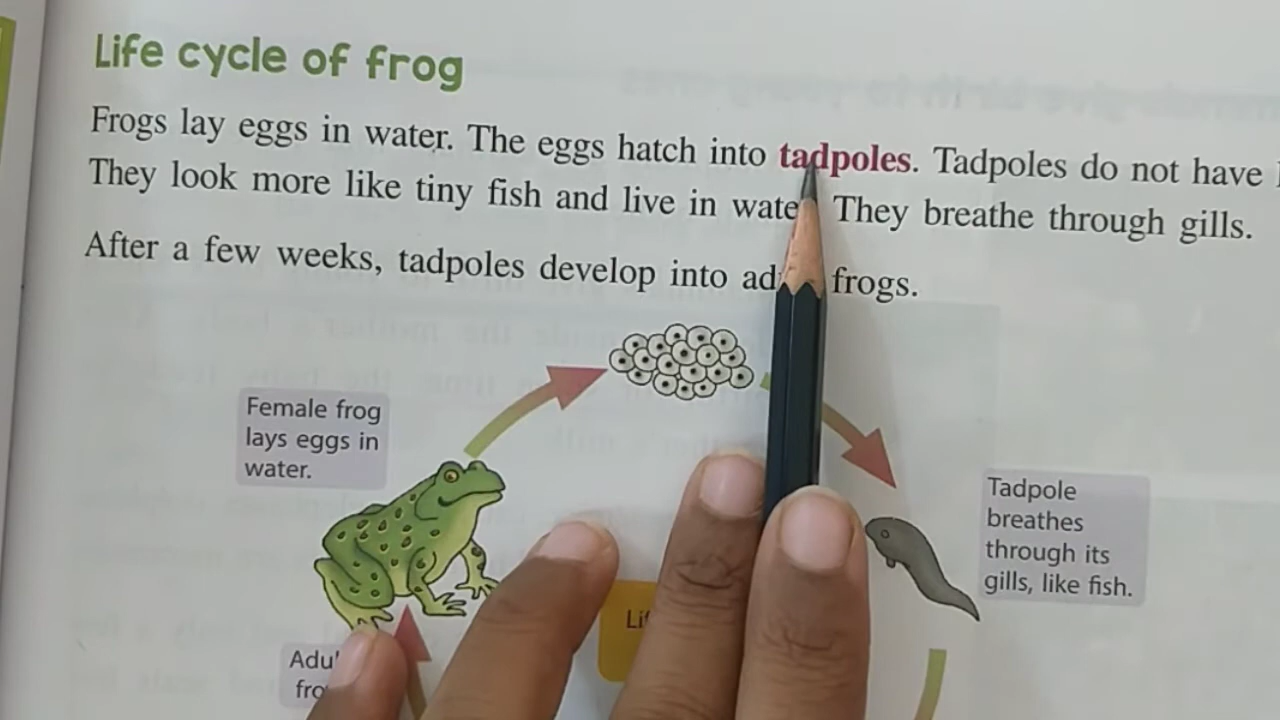 Life cycle of frog
Frogs lay eggs in water. The eggs hatch into tadpoles. Tadpoles do not have
They look more like tiny fish and live in water. They breathe through gills.
After a few weeks, tadpoles develop into frogs.
Female frog
lays eggs in
water.
Tadpole
breathes
through its
gills, like fish.